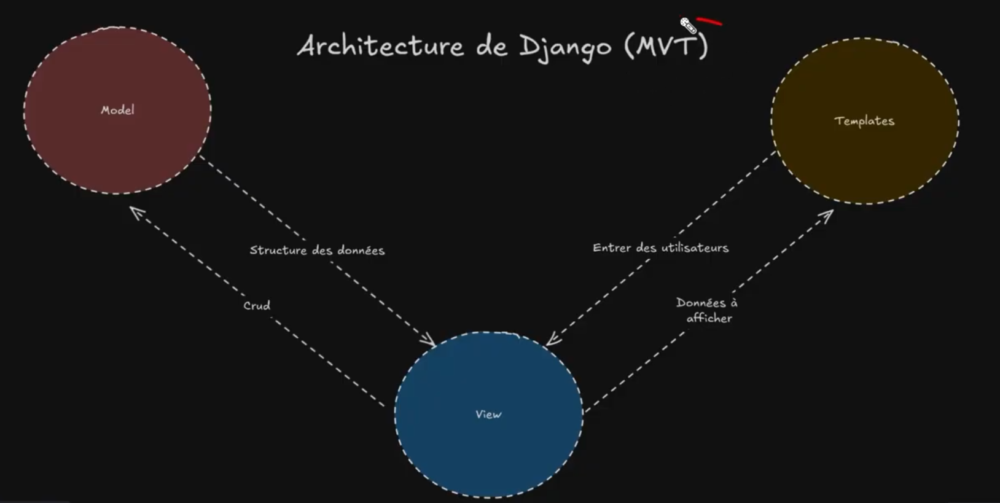 Architecture de Django (MVT)
Model
Templates
Structure des données
Entrer des utilisateurs
Crud
Données à
afficher
View